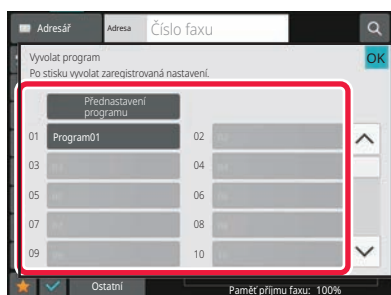 Adresář
Adresa
Číslo faxu
Vyvolat program
OK
Po stisku vyvolat zaregistrovaná nastavení.
Přednastavení
programu
01 Program01 02
03 04
05 06
07 08
09 10
Ostatní
Paměť příjmu faxu: 100%